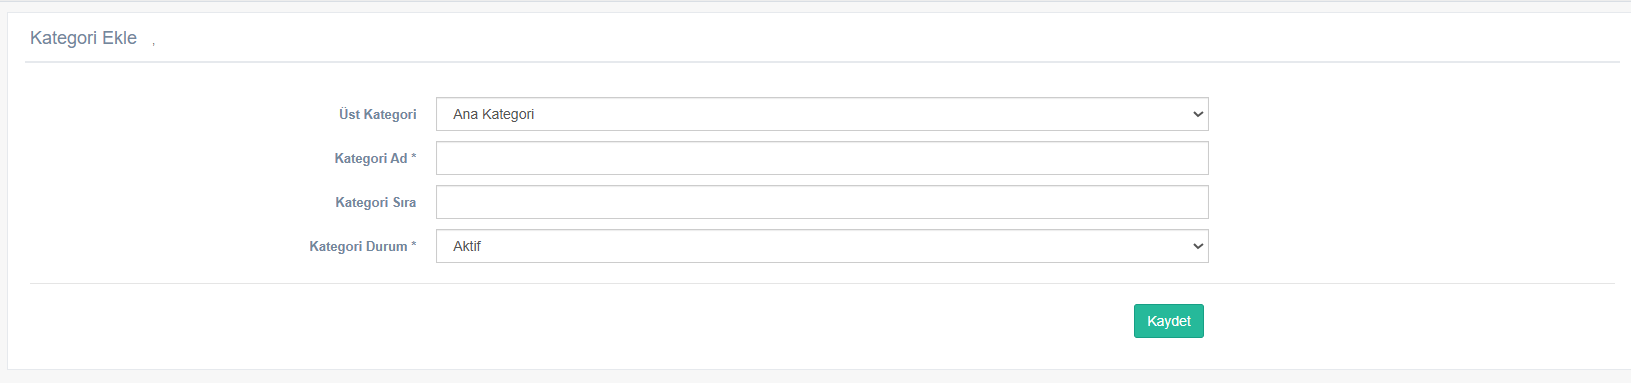 Kategori Ekle ,
Üst Kategori Ana Kategori
Kategori Ad *
Kategori Sıra
Kategori Durum * Aktif
Kaydet